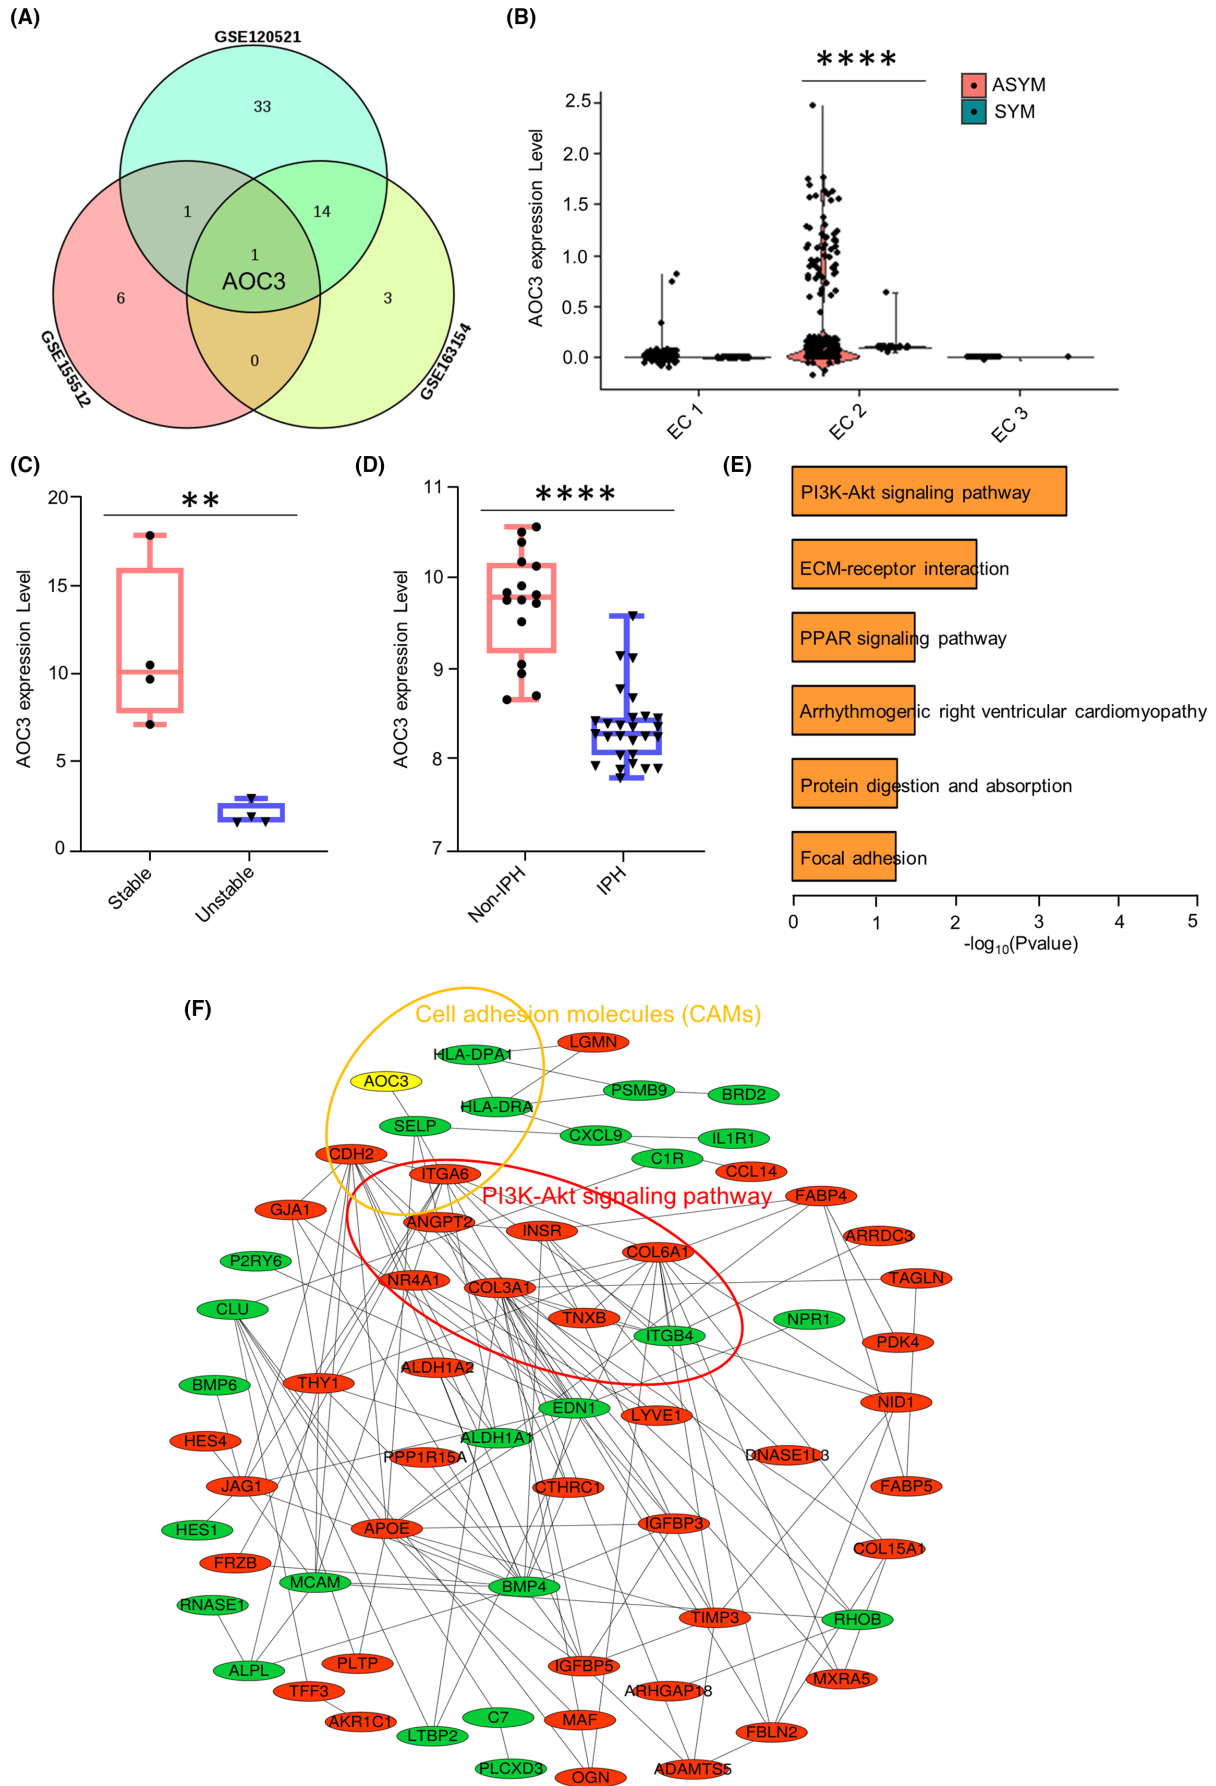 (A)
GSE120521
33
1
14
1
AOC3
6
3
0
GSE155512
GSE163154
(B)
****
ASYM
SYM
AOC3 expression Level
2.5
2.0
1.5
1.0
0.5
0.0
EC 1
EC 2
EC 3
(C)
**
AOC3 expression Level
20
15
10
5
0
Stable
Unstable
(D)
****
AOC3 expression Level
11
10
9
8
7
Non-IPH
IPH
(E)
PI3K-Akt signaling pathway
ECM-receptor interaction
PPAR signaling pathway
Arrhythmogenic right ventricular cardiomyopathy
Protein digestion and absorption
Focal adhesion
0 1 2 3 4 5
-log10(Pvalue)
(F)
Cell adhesion molecules (CAMs)
HLA-DPA1
LGMN
AOC3
PSMB9
BRD2
HLA-DRA
SELP
CXCL9
IL1R1
CDH2
C1R
CCL14
ITGA6
PI3K-Akt signaling pathway
FABP4
GJA1
ANGPT2
INSR
ARRDC3
COL6A1
P2RY6
NR4A1
COL3A1
TAGLN
CLU
TNXB
NPR1
ITGB4
PDK4
ALDH1A2
BMP6
THY1
EDN1
LYVE1
NID1
HES4
ALDH1A1
PPP1R15A
DNASE1L3
JAG1
CTHRC1
FABP5
HES1
APOE
IGFBP3
COL15A1
FRZB
MCAM
BMP4
RNASE1
TIMP3
RHOB
ALPL
PLTP
IGFBP5
MXRA5
TFF3
ARHGAP18
AKR1C1
C7
MAF
LTBP2
FBLN2
PLCXD3
OGN
ADAMTS5